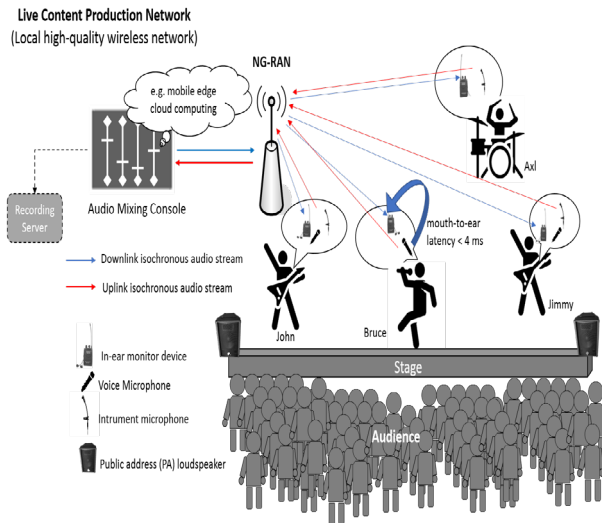 Live Content Production Network
(Local high-quality wireless network)
NG-RAN
e.g. mobile edge
cloud computing
Axl
Audio Mixing Console
Recording
Server
mouth-to-ear
latency < 4 ms
Downlink isochronous audio stream
Uplink isochronous audio stream
John
Bruce
Jimmy
In-ear monitor device
Voice Microphone
Intrument microphone
Public address (PA) loudspeaker
Stage
Audience